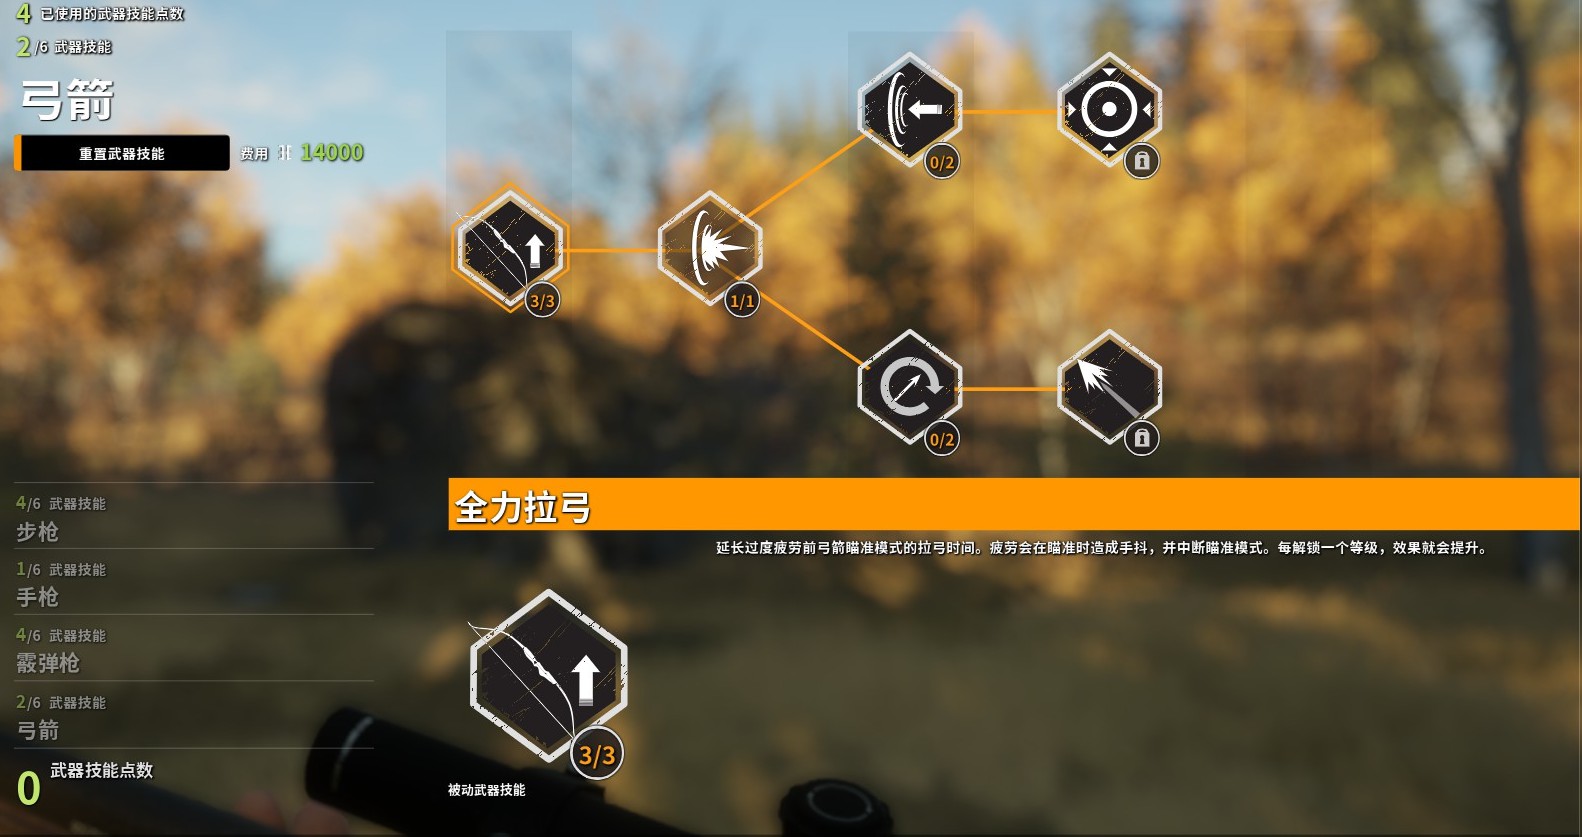 4 已使用的武器技能点数
2/6 武器技能
弓箭
重置武器技能 费用 14000
0/2
3/3
1/1
0/2
全力拉弓
延长过度疲劳前弓箭瞄准模式的拉弓时间。疲劳会在瞄准时造成手抖，并中断瞄准模式。每解锁一个等级，效果就会提升。
4/6 武器技能
步枪
1/6 武器技能
手枪
4/6 武器技能
霰弹枪
2/6 武器技能
弓箭
0 武器技能点数
3/3
被动武器技能